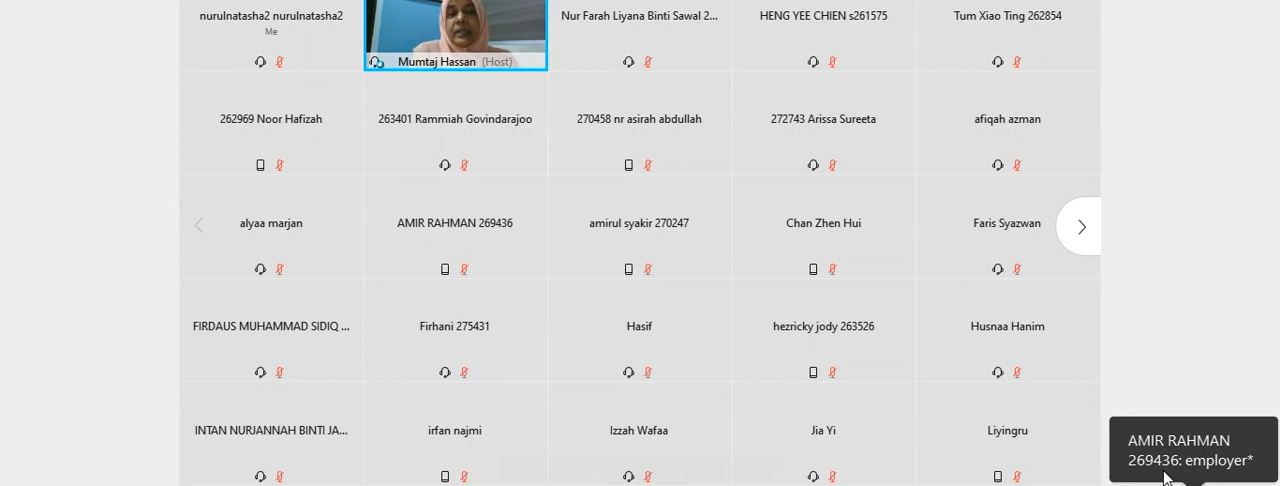 nurulnatasha2 nurulnatasha2
Me
Mumtaj Hassan (Host)
Nur Farah Liyana Binti Sawal 2...
HENG YEE CHIEN s261575
Tum Xiao Ting 262854
262969 Noor Hafizah
263401 Rammiah Govindarajoo
270458 nr asirah abdullah
272743 Arissa Sureeta
afiqah azman
alyaa marjan
AMIR RAHMAN 269436
amirul syakir 270247
Chan Zhen Hui
Faris Syazwan
FIRDAUS MUHAMMAD SIDIQ ...
Firhani 275431
Hasif
hezricky jody 263526
Husnaa Hanim
INTAN NURJANNAH BINTI JA...
irfan najmi
Izzah Wafaa
Jia Yi
Liyingru
AMIR RAHMAN
269436: employer*